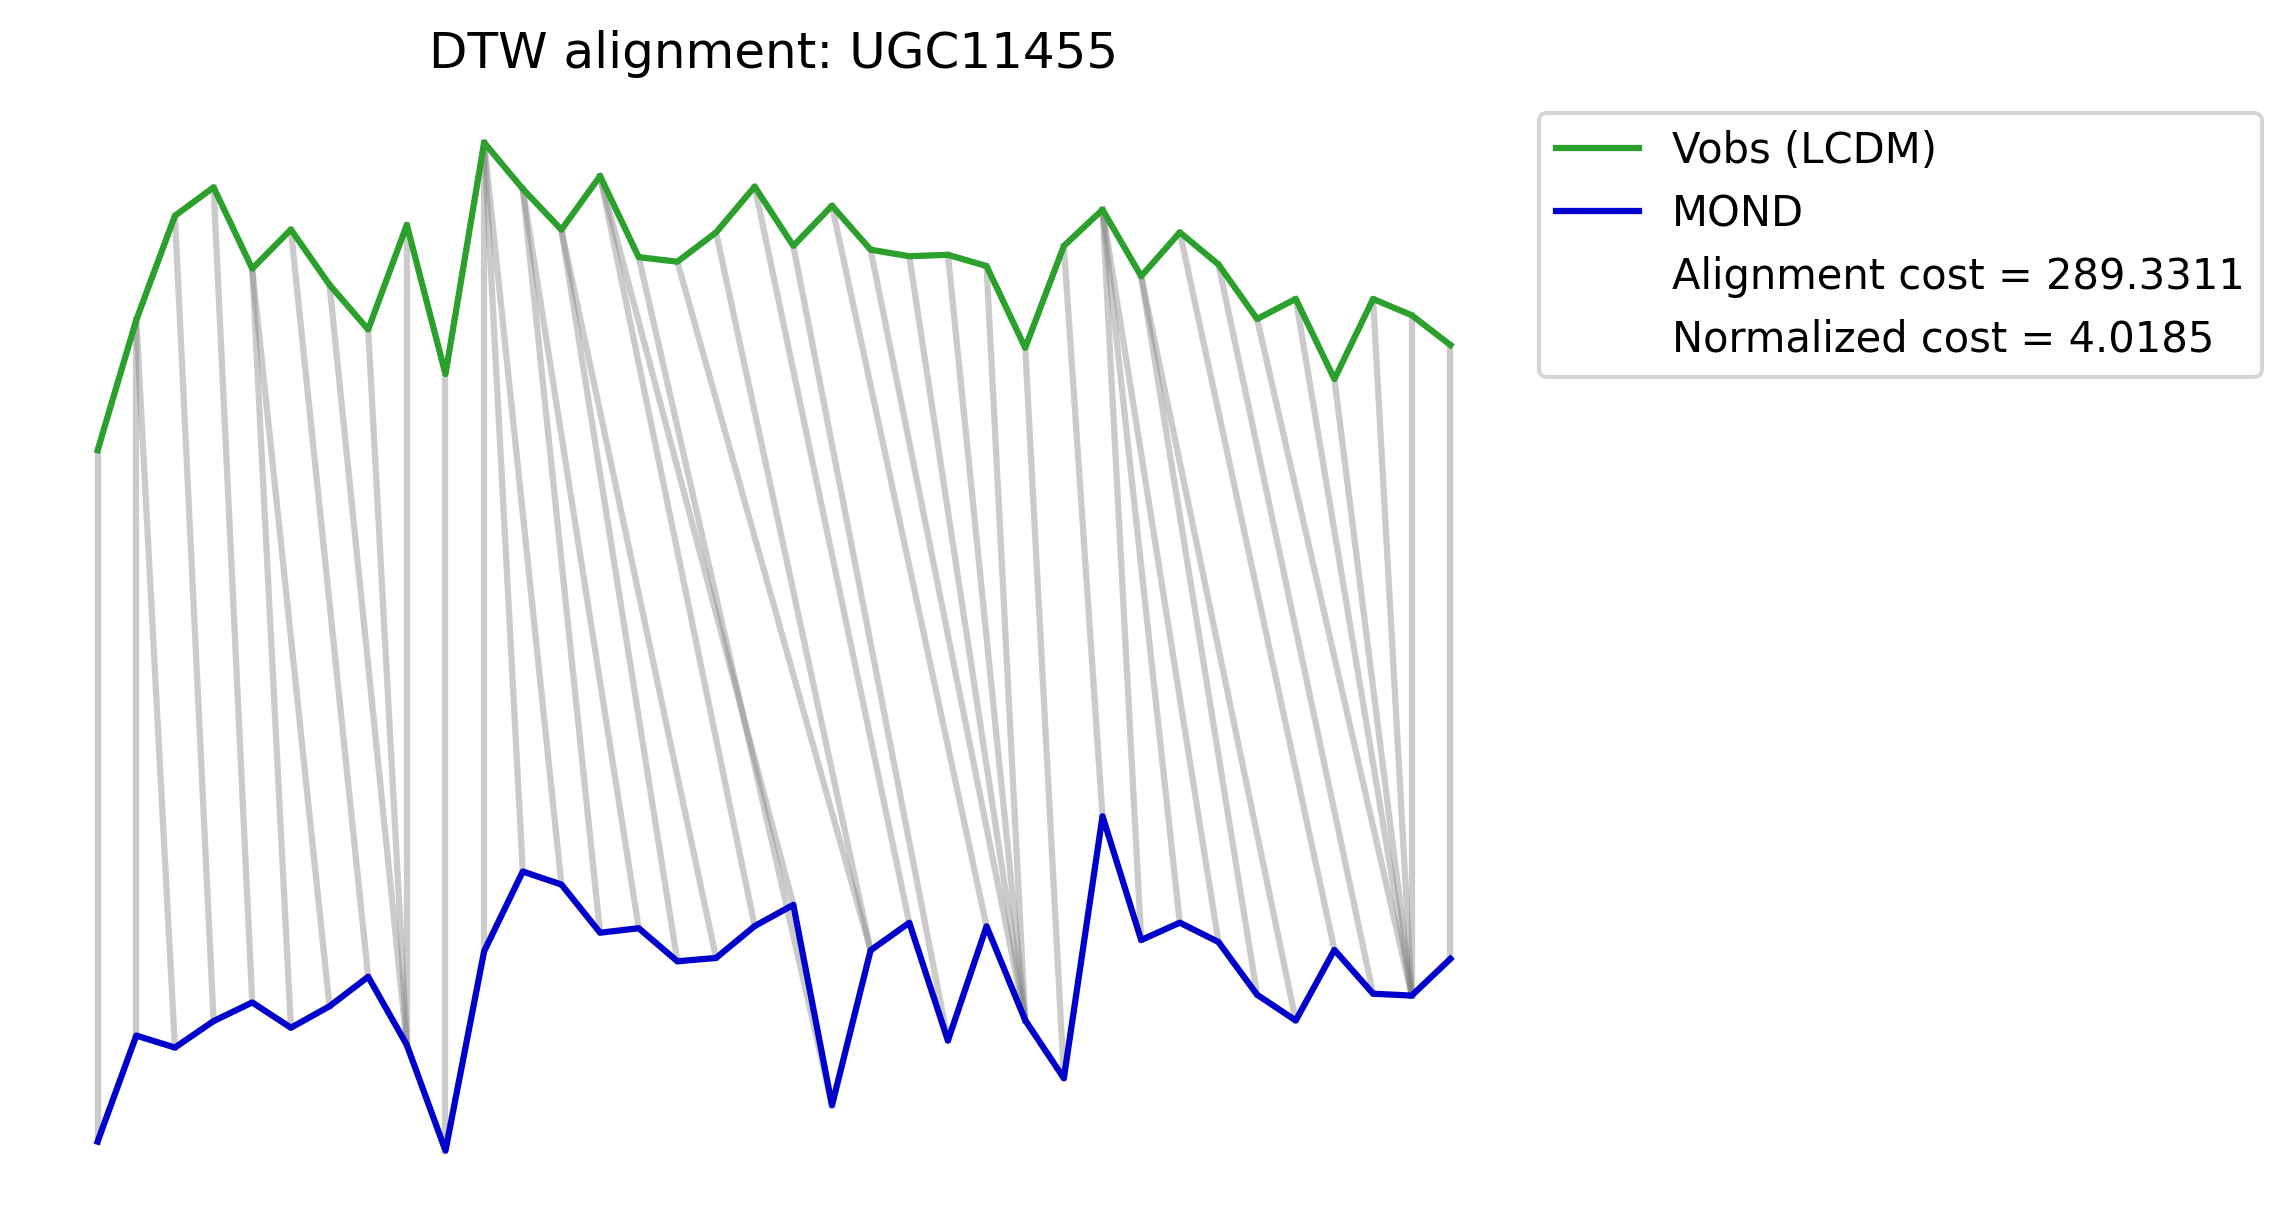 DTW alignment: UGC11455
Vobs (LCDM)
MOND
Alignment cost = 289.3311
Normalized cost = 4.0185